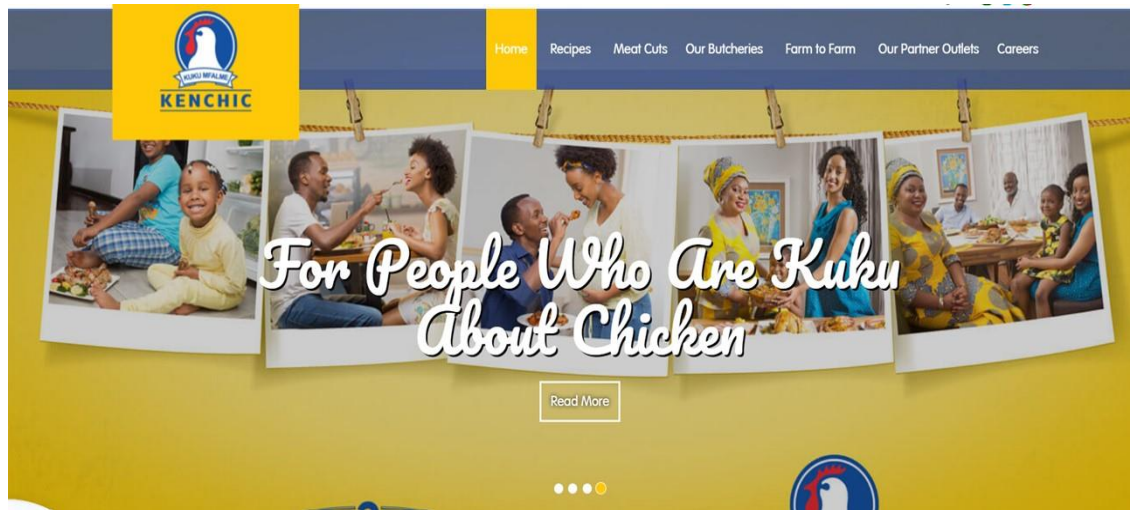 KUKU MFALME
KENCHIC
Home Recipes Meat Cuts Our Butcheries Farm to Farm Our Partner Outlets Careers
For People Who Are Kuku
About Chicken
Read More